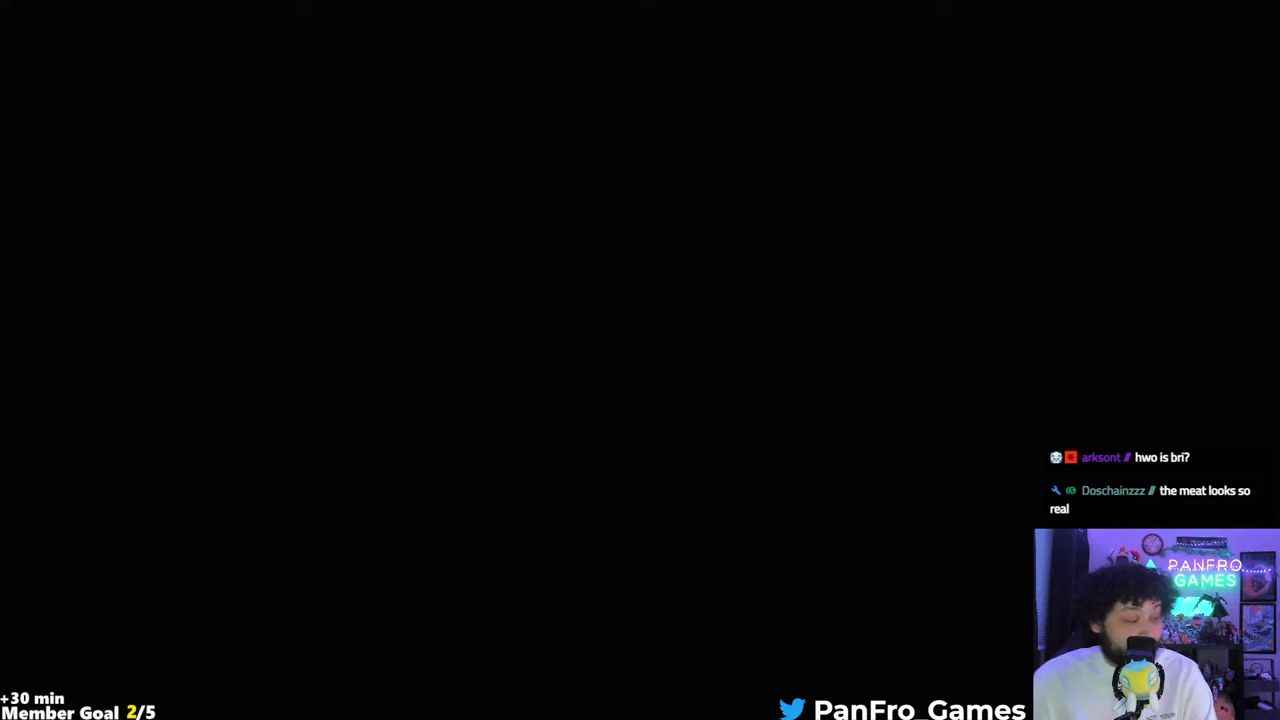 arksont // hwo is bri?
Doschainzzz // the meat looks so
real
PANFRO
GAMES
+30 min
Member Goal 2/5
PanFro_Games